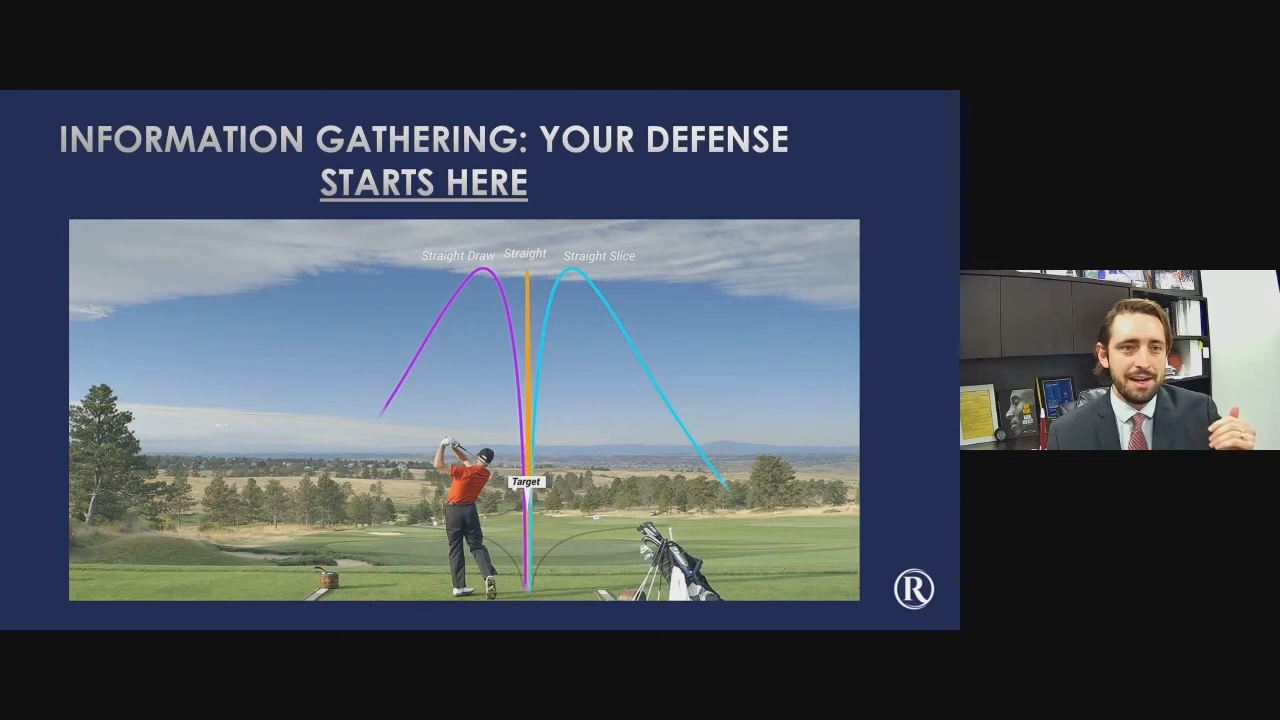 INFORMATION GATHERING: YOUR DEFENSE
STARTS HERE
Straight Draw
Straight
Straight Slice
Target
R